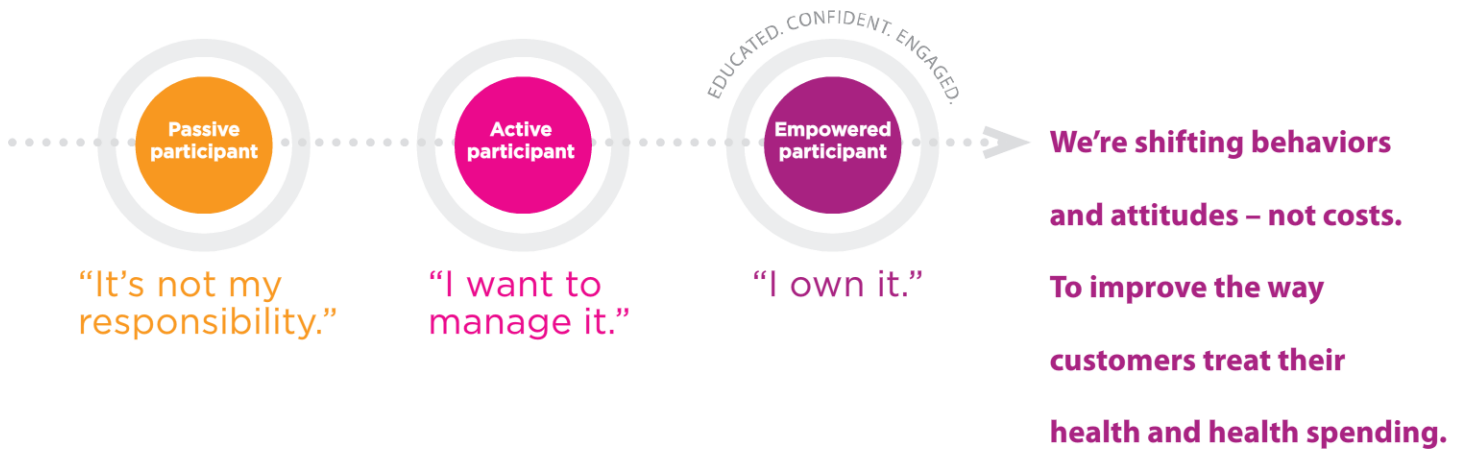 EDUCATED. CONFIDENT. ENGAGED.
Passive
participant
Active
participant
Empowered
participant
“It’s not my
responsibility.”
“I want to
manage it.”
“I own it.”
We’re shifting behaviors
and attitudes – not costs.
To improve the way
customers treat their
health and health spending.